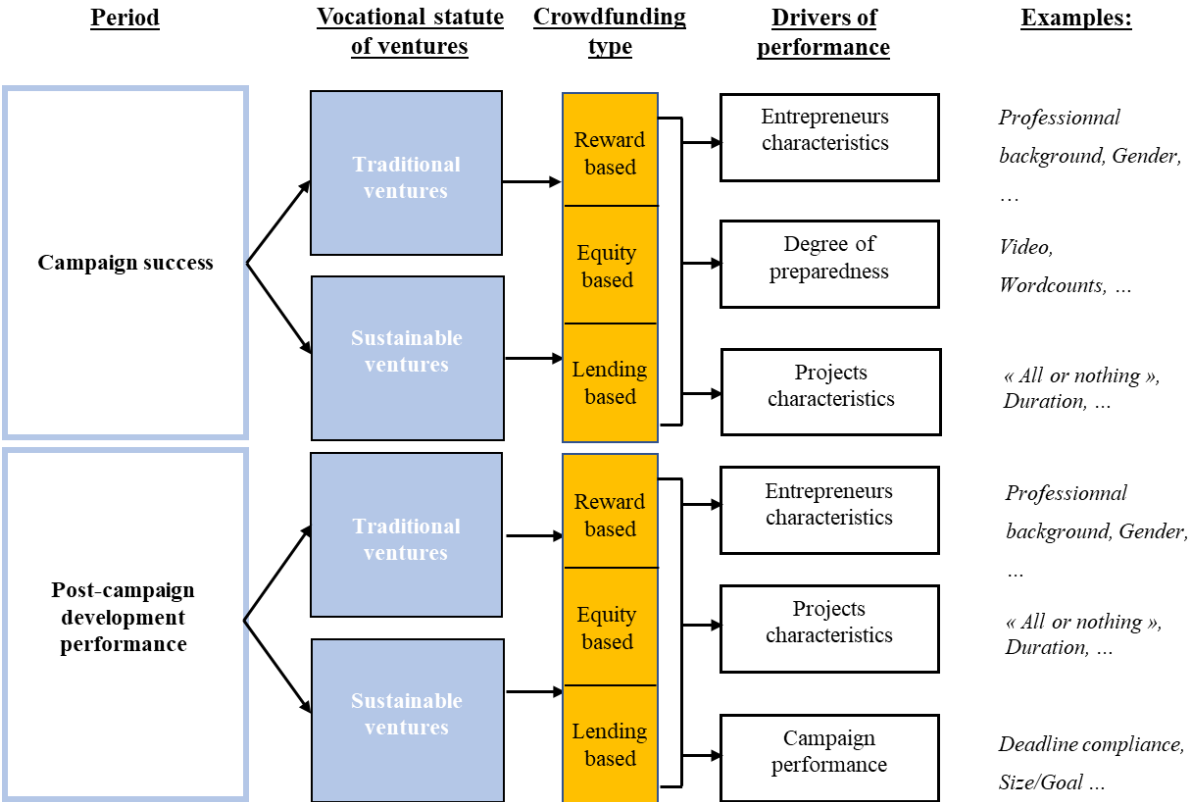 Period
Vocational statute
of ventures
Crowdfunding
type
Drivers of
performance
Examples:
Campaign success
Traditional
ventures
Sustainable
ventures
Reward
based
Equity
based
Lending
based
Entrepreneurs
characteristics
Degree of
preparedness
Projects
characteristics
Professionnal
background, Gender,
…
Video,
Wordcounts, …
« All or nothing »,
Duration, …
Post-campaign
development
performance
Traditional
ventures
Sustainable
ventures
Reward
based
Equity
based
Lending
based
Entrepreneurs
characteristics
Projects
characteristics
Campaign
performance
Professionnal
background, Gender,
…
« All or nothing »,
Duration, …
Deadline compliance,
Size/Goal …